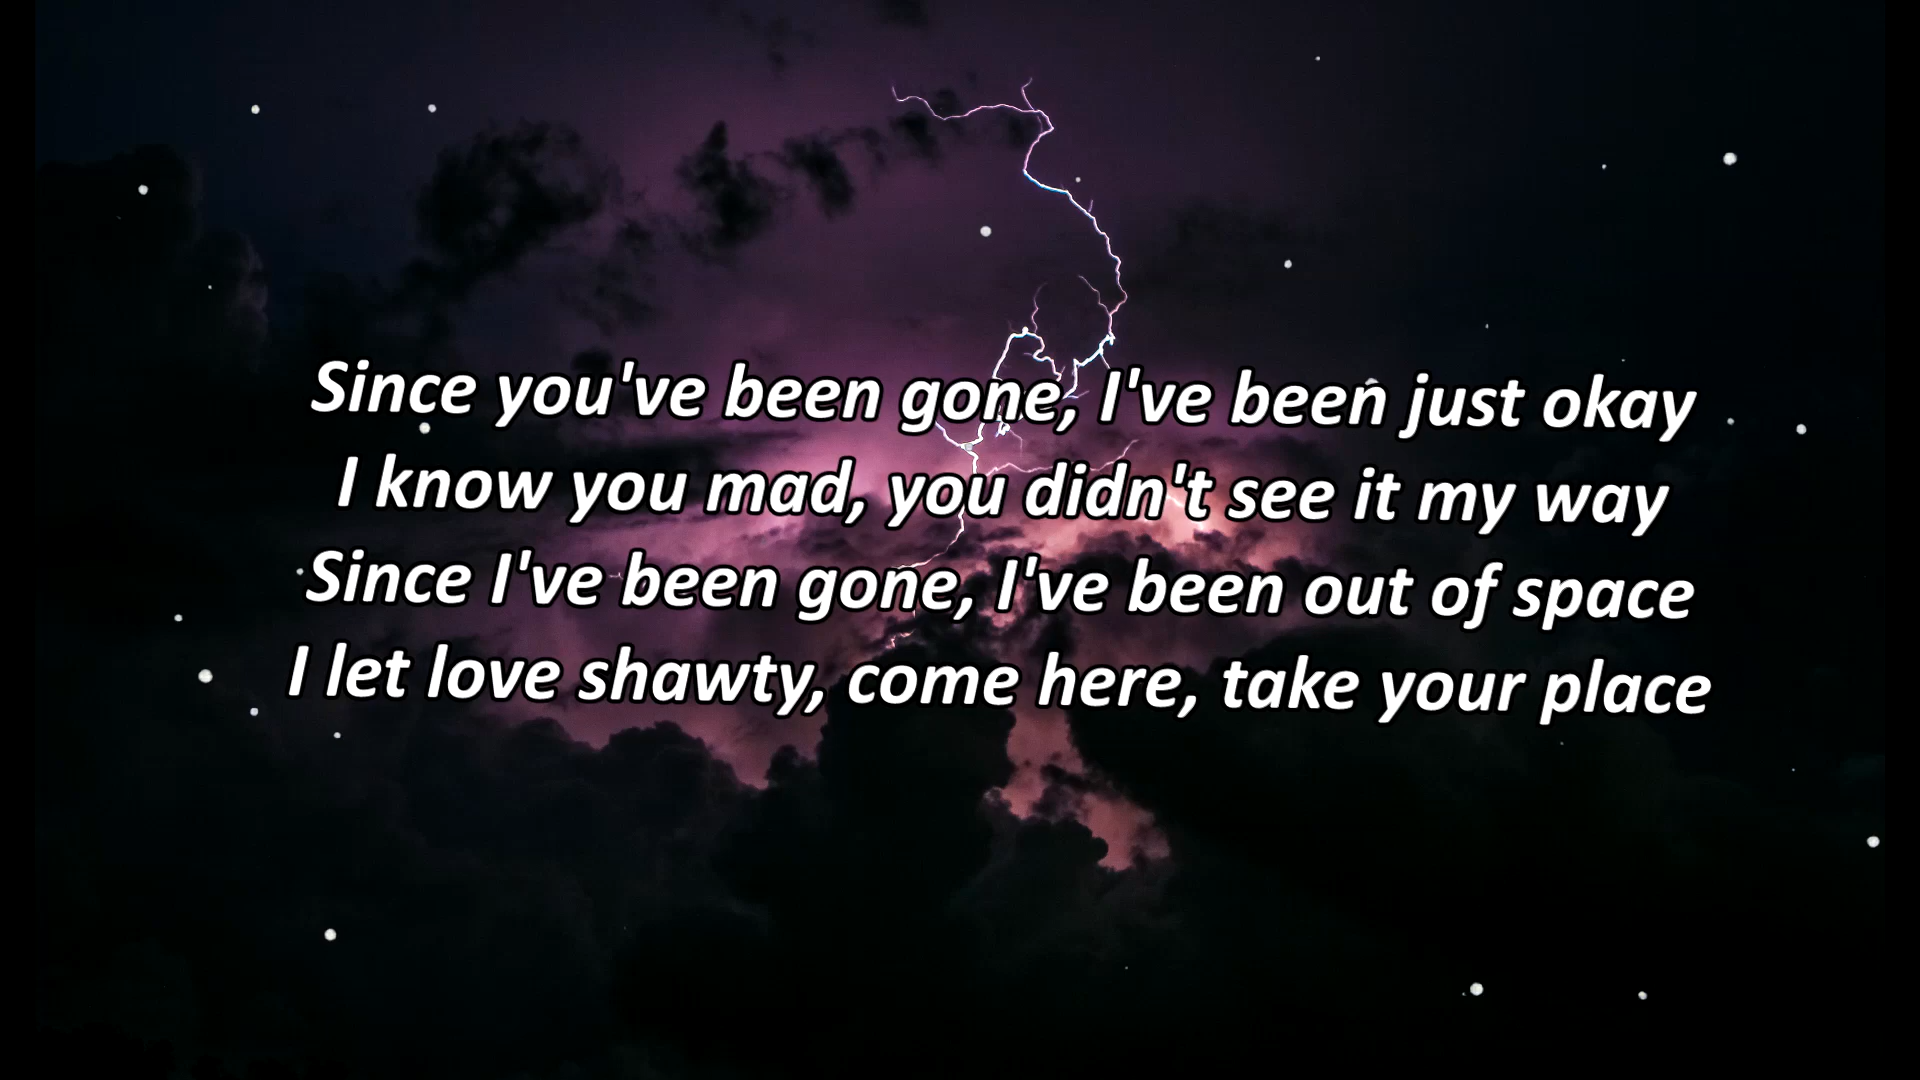 Since you've been gone, I've been just okay
I know you mad, you didn't see it my way
Since I've been gone, I've been out of space
I let love shawty, come here, take your place